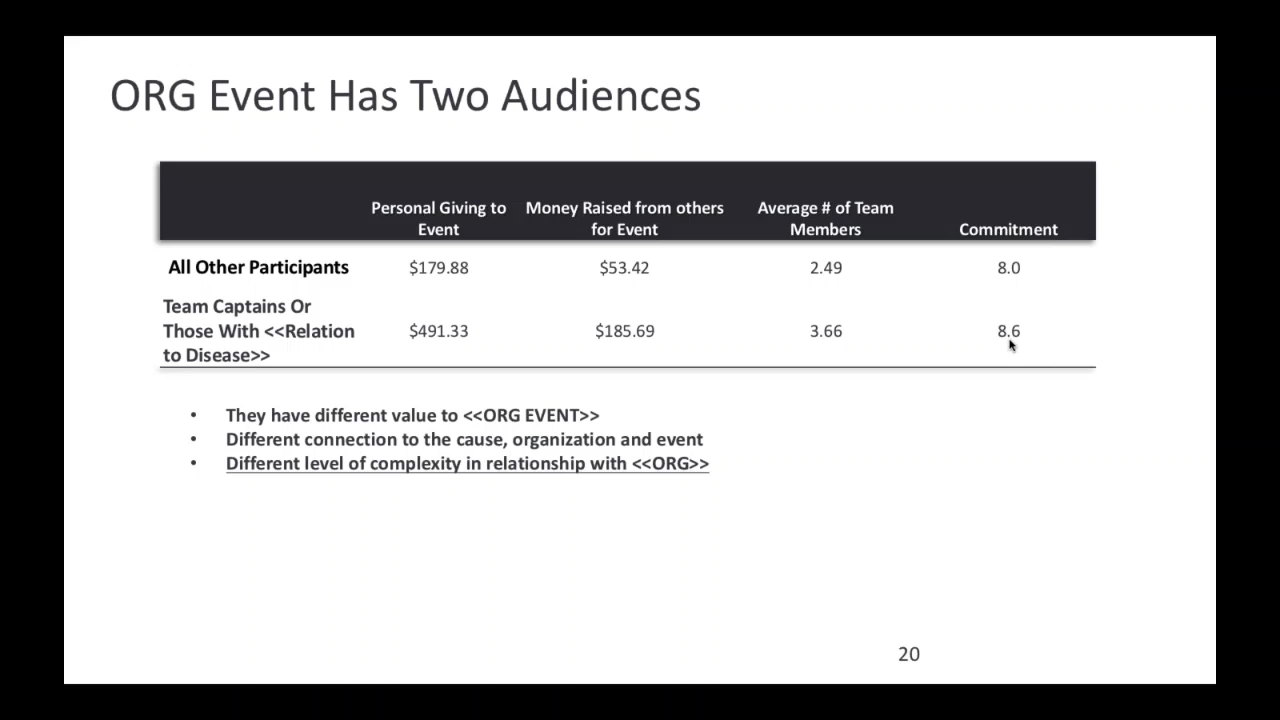 ORG Event Has Two Audiences
Personal Giving to Event Money Raised from others for Event Average # of Team Members Commitment
All Other Participants $179.88 $53.42 2.49 8.0
Team Captains Or
Those With <<Relation $491.33 $185.69 3.66 8.6
to Disease>>
• They have different value to <<ORG EVENT>>
• Different connection to the cause, organization and event
• Different level of complexity in relationship with <<ORG>>
20